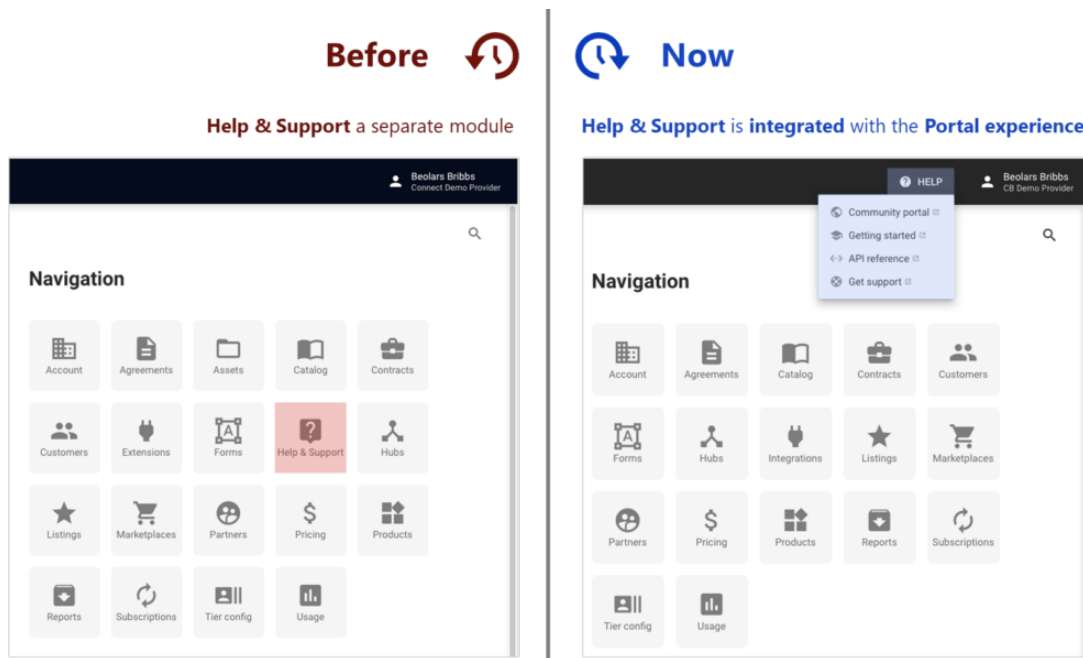 Before
Help & Support a separate module
Beolars Bribbs
Connect Demo Provider
Navigation
Account
Agreements
Assets
Catalog
Contracts
Customers
Extensions
Forms
Help & Support
Hubs
Listings
Marketplaces
Partners
Pricing
Products
Reports
Subscriptions
Tier config
Usage
Now
Help & Support is integrated with the Portal experience
HELP
Beolars Bribbs
CB Demo Provider
Community portal
Getting started
API reference
Get support
Navigation
Account
Agreements
Catalog
Contracts
Customers
Forms
Hubs
Integrations
Listings
Marketplaces
Partners
Pricing
Products
Reports
Subscriptions
Tier config
Usage